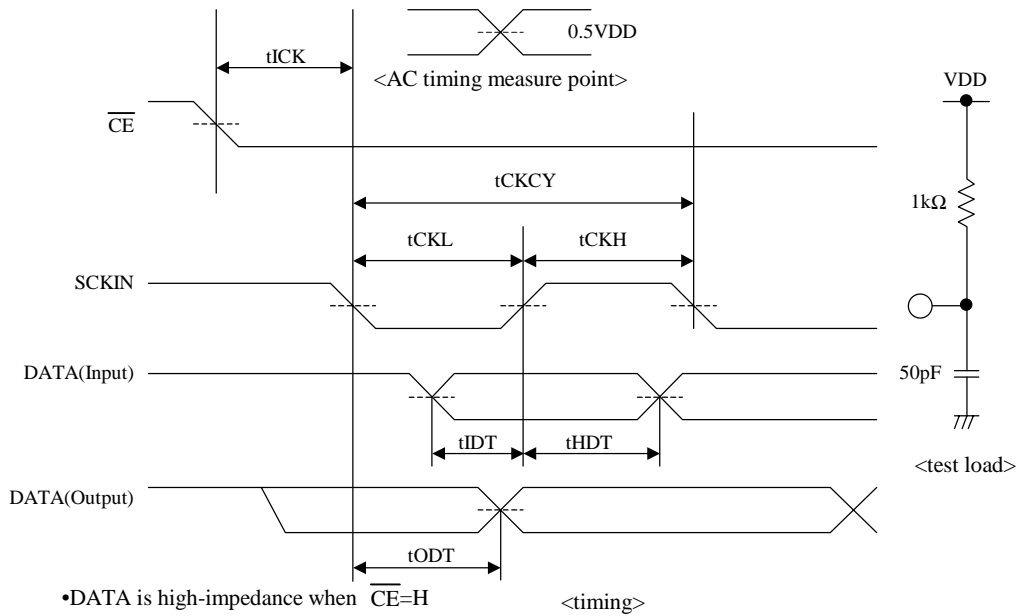 0.5VDD
tICK
<AC timing measure point>
VDD
CE
tCKCY
1kΩ
tCKL
tCKH
SCKIN
DATA(Input)
50pF
tIDT
tHDT
<test load>
DATA(Output)
tODT
•DATA is high-impedance when CE=H
<timing>